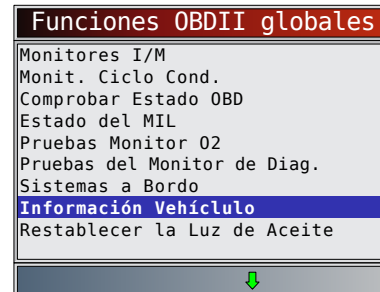 Funciones OBDII globales
Monitores I/M
Monit. Ciclo Cond.
Comprobar Estado OBD
Estado del MIL
Pruebas Monitor O2
Pruebas del Monitor de Diag.
Sistemas a Bordo
Información Vehíclulo
Restablecer la Luz de Aceite